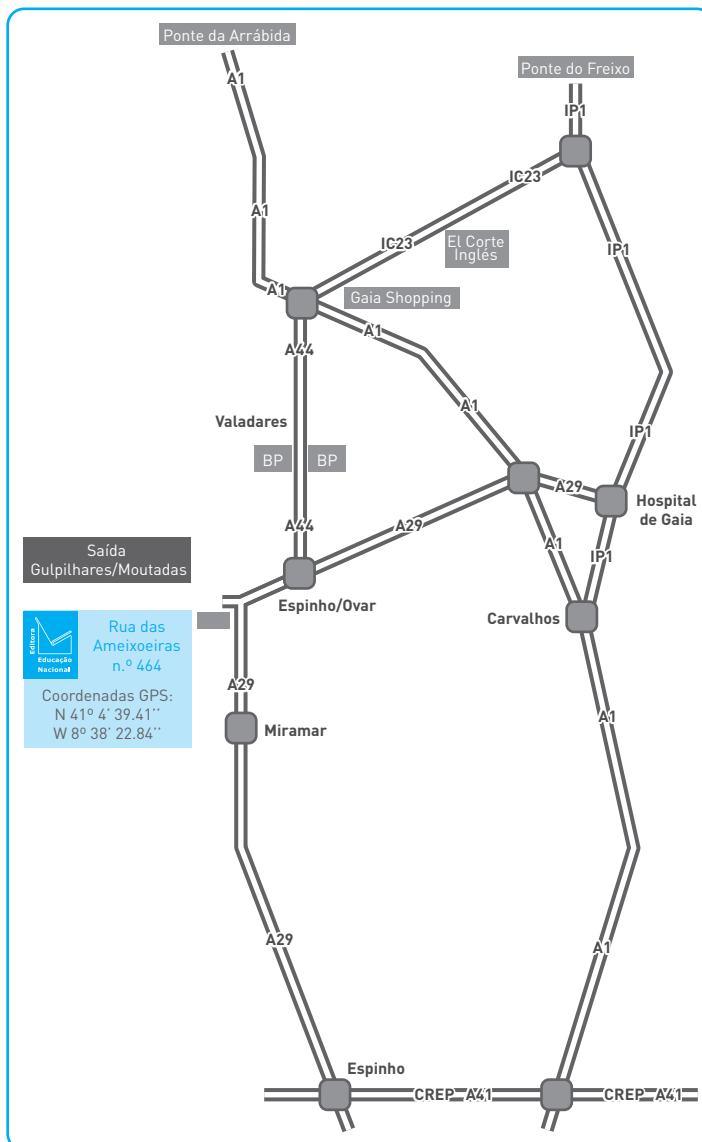 Ponte da Arrábida
Ponte do Freixo
A1
IP1
IC23
A1
IC23
El Corte
Inglés
IP1
A1
Gaia Shopping
A1
A44
A1
Valadares
IP1
BP
BP
A29
Hospital
de Gaia
A44
A29
A1
IP1
Saída
Gulpilhares/Moutadas
Espinho/Ovar
Carvalhos
Editora
Educação
Nacional
Rua das
Ameixoeiras
n.º 464
Coordenadas GPS:
N 41º 4’ 39.41’’
W 8º 38’ 22.84’’
A29
A1
Miramar
A29
A1
Espinho
CREP A41
CREP A41